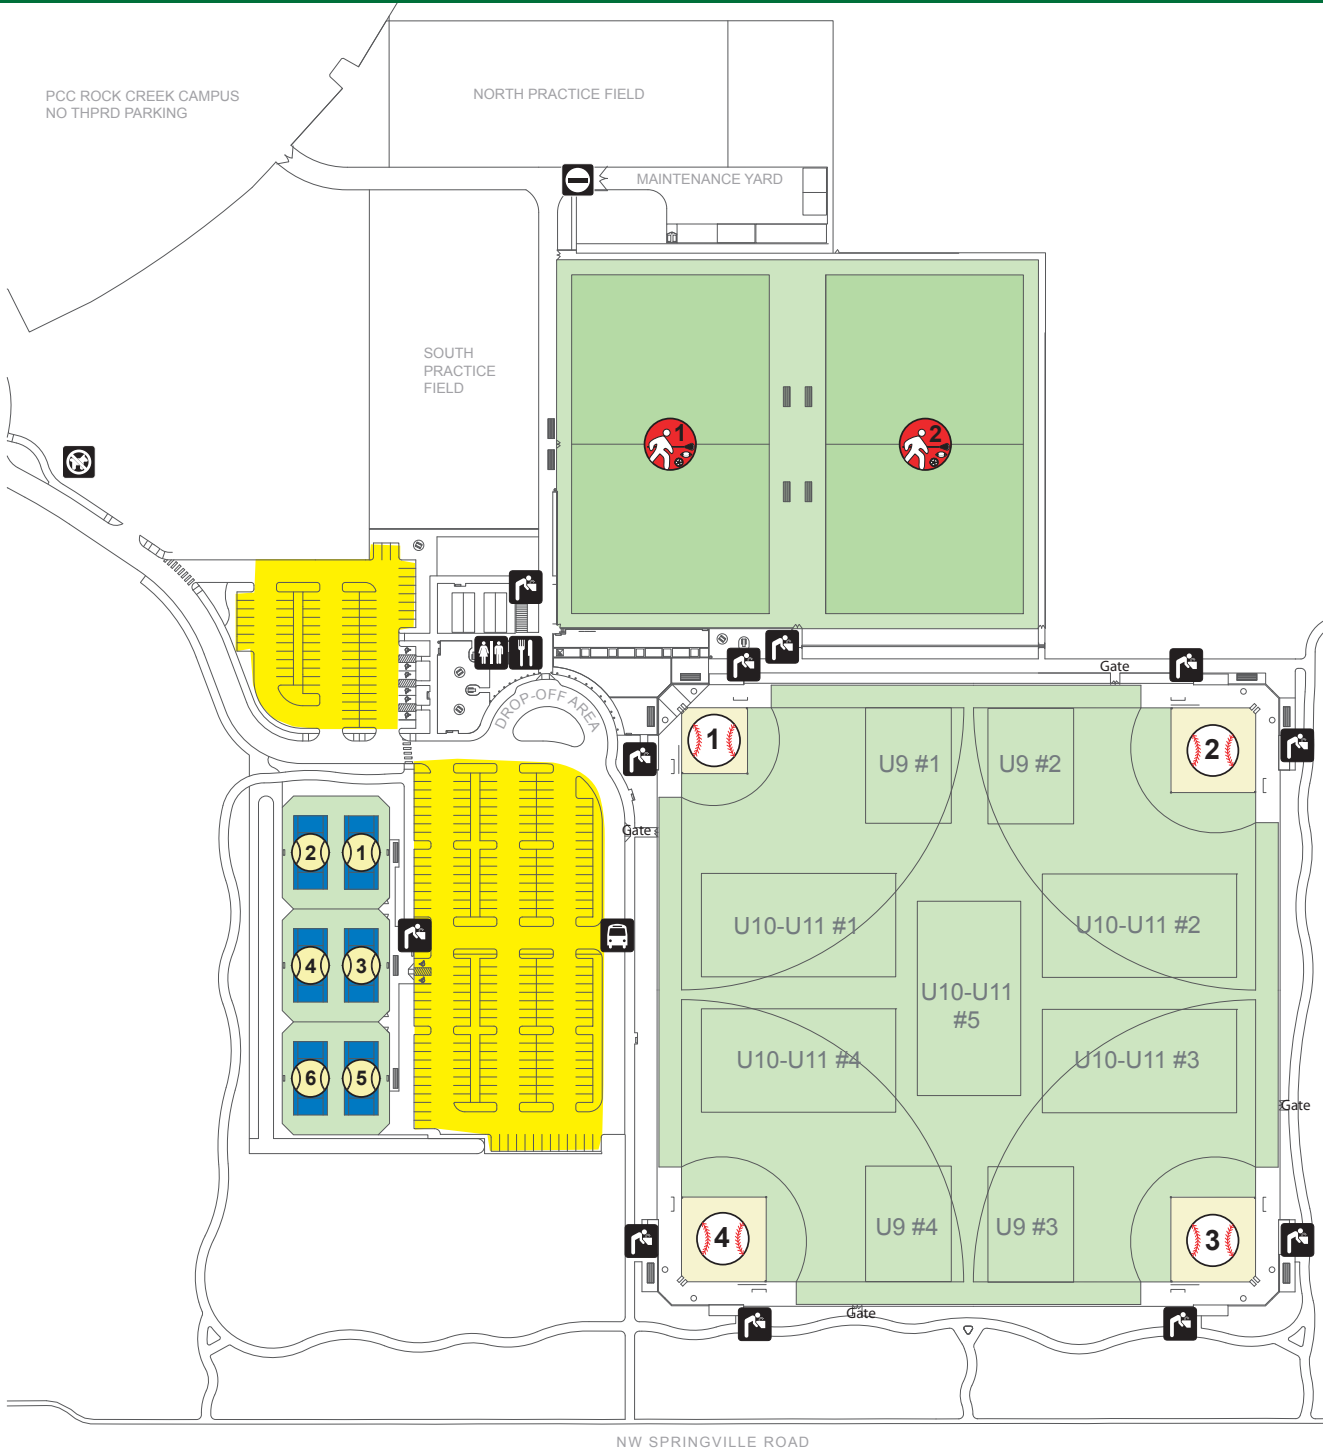 PCC ROCK CREEK CAMPUS
NO THPRD PARKING
NORTH PRACTICE FIELD
MAINTENANCE YARD
SOUTH
PRACTICE
FIELD
1
2
DROP-OFF AREA
Gate
1
2
U9 #1
U9 #2
Gate
2
1
U10-U11 #1
U10-U11 #2
4
3
U10-U11
#5
U10-U11 #4
U10-U11 #3
6
5
Gate
4
U9 #4
U9 #3
3
Gate
NW SPRINGVILLE ROAD